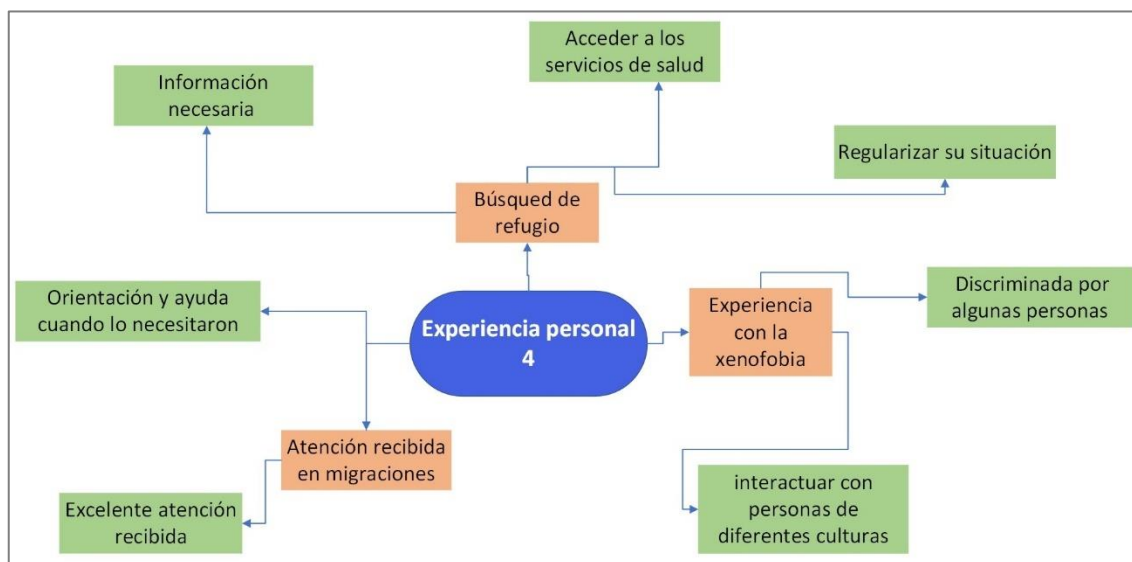 Acceder a los
servicios de salud
Información
necesaria
Regularizar su situación
Búsqued de
refugio
Orientación y ayuda
cuando lo necesitaron
Experiencia personal
4
Experiencia
con la
xenofobia
Discriminada por
algunas personas
Atención recibida
en migraciones
Excelente atención
recibida
interactuar con
personas de
diferentes culturas